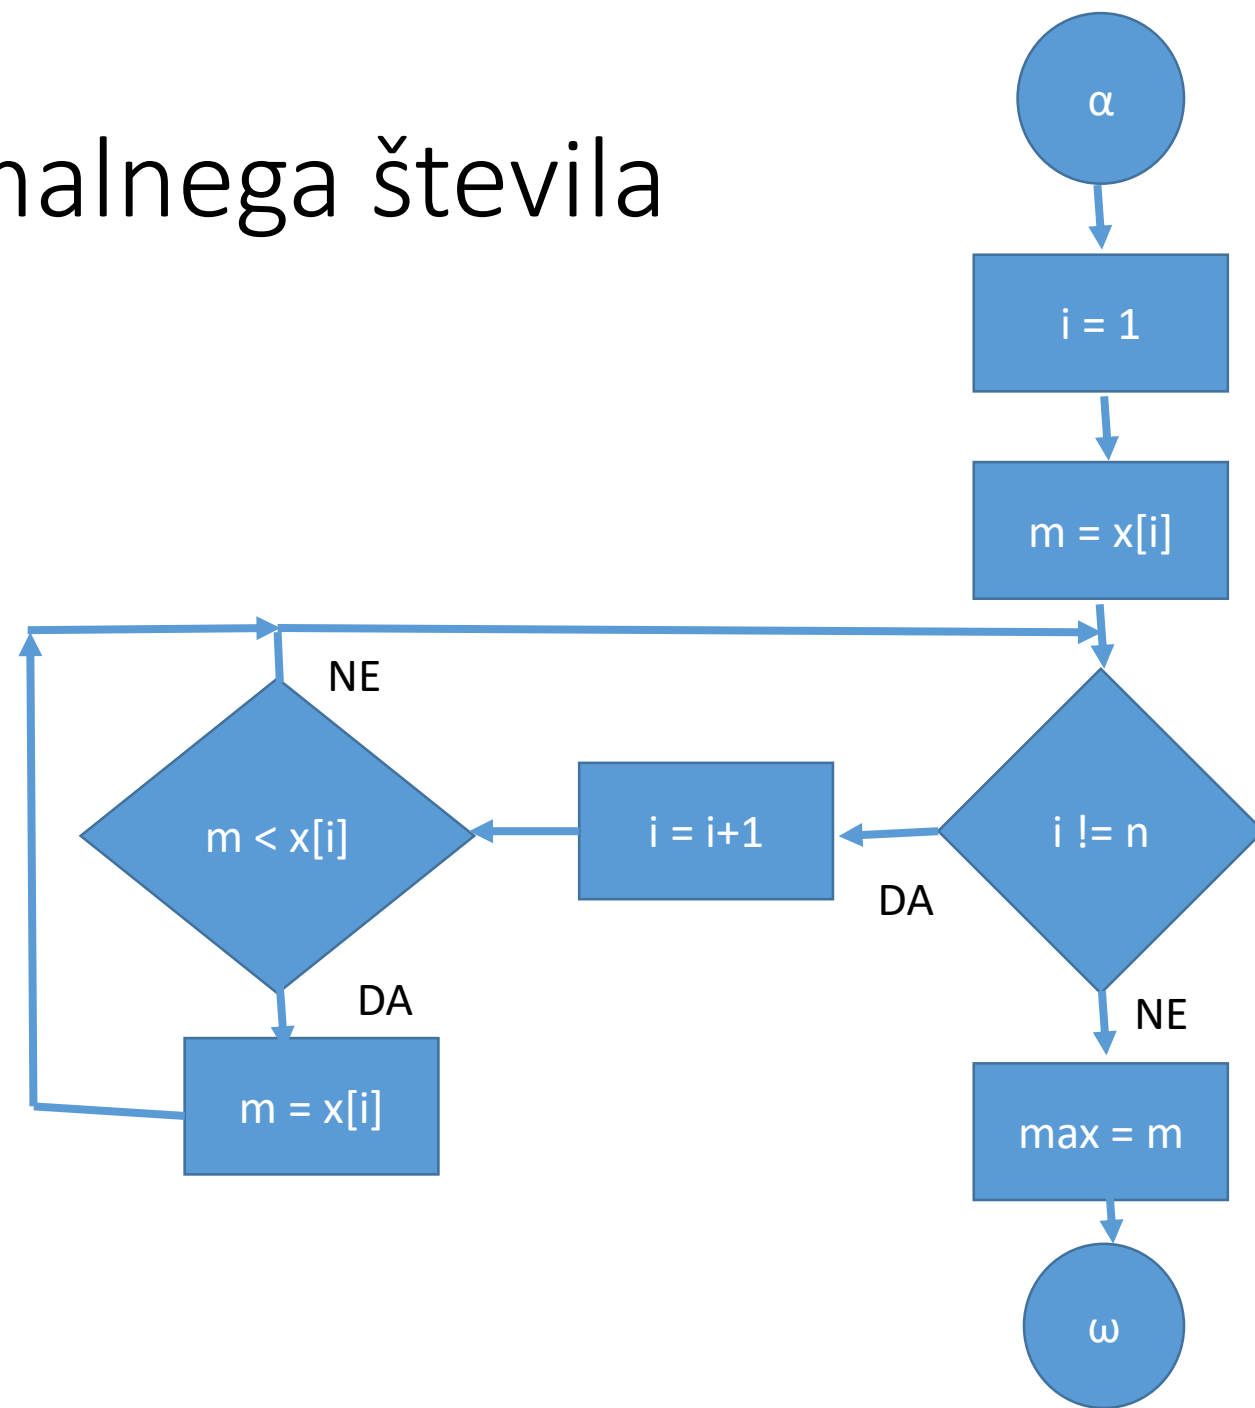 nalnega števila
α
i = 1
m = x[i]
i != n
DA
i = i+1
m < x[i]
NE
DA
m = x[i]
NE
max = m
ω